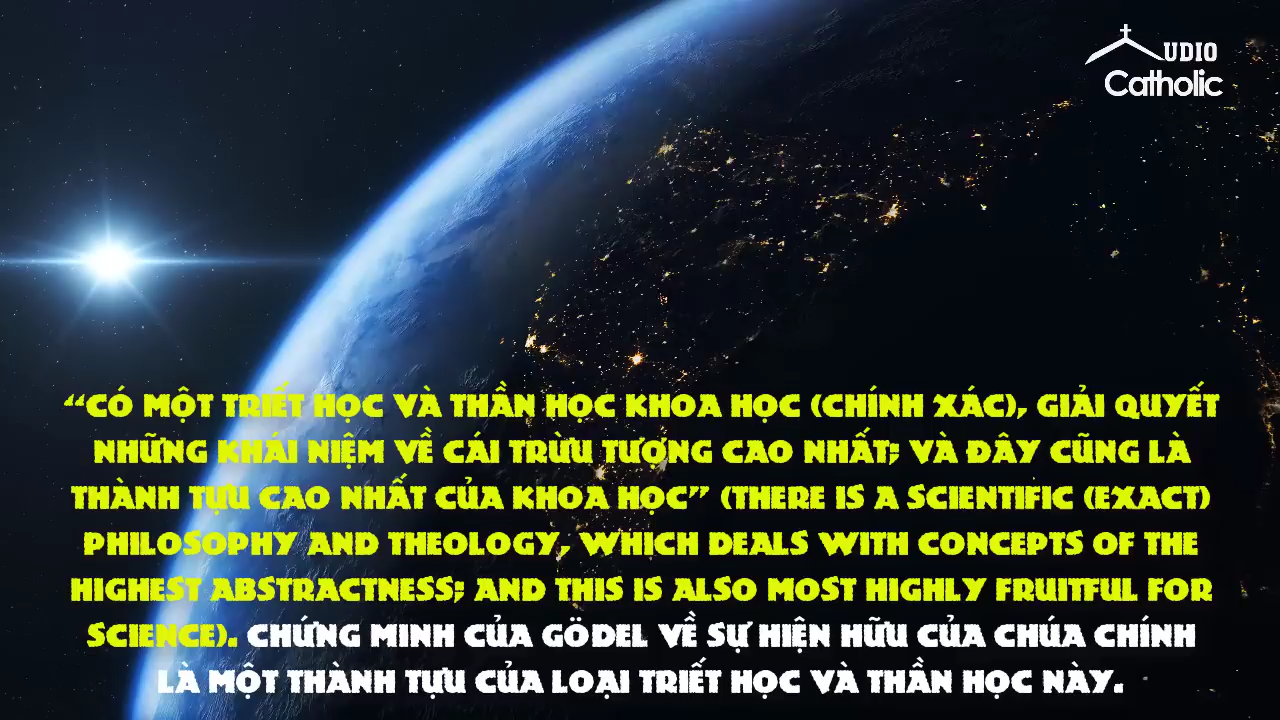 UDIO
Catholic
“CÓ MỘT TRIẾT HỌC VÀ THẦN HỌC KHOA HỌC (CHÍNH XÁC), GIẢI QUYẾT
NHỮNG KHÁI NIỆM VỀ CÁI TRỪU TƯỢNG CAO NHẤT; VÀ ĐÂY CŨNG LÀ
THÀNH TỰU CAO NHẤT CỦA KHOA HỌC” (THERE IS A SCIENTIFIC (EXACT)
PHILOSOPHY AND THEOLOGY, WHICH DEALS WITH CONCEPTS OF THE
HIGHEST ABSTRACTNESS; AND THIS IS ALSO MOST HIGHLY FRUITFUL FOR
SCIENCE). CHỨNG MINH CỦA GÖDEL VỀ SỰ HIỆN HỮU CỦA CHÚA CHÍNH
LÀ MỘT THÀNH TỰU CỦA LOẠI TRIẾT HỌC VÀ THẦN HỌC NÀY.